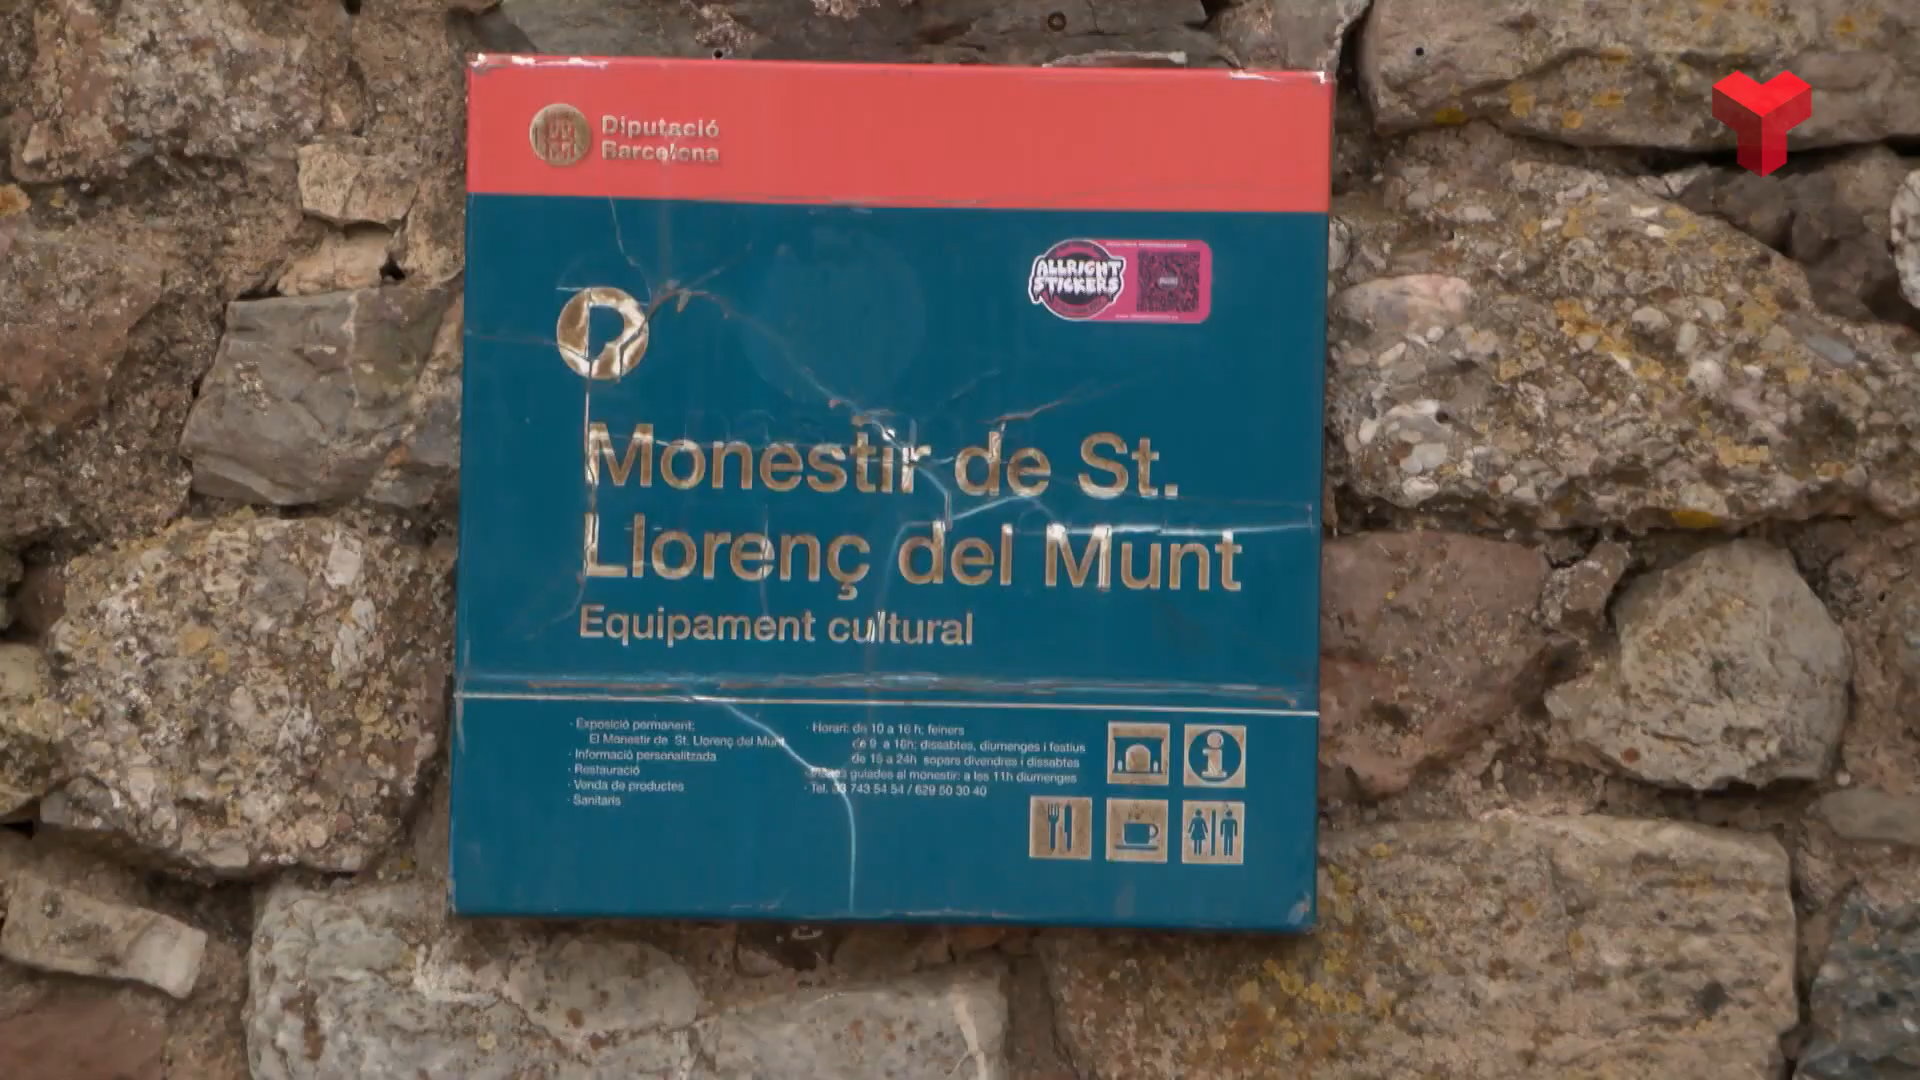 Diputació
Barcelona
ALLRIGHT
STICKERS
Monestir de St.
Llorenç del Munt
Equipament cultural
· Exposició permanent:
El Monestir de St. Llorenç del Munt
· Informació personalitzada
· Restauració
· Venda de productes
· Sanitaris
· Horari: de 10 a 16 h; feiners
de 9 a 18h; dissabtes, diumenges i festius
de 15 a 24h sopars divendres i dissabtes
guiades al monestir: a les 11h diumenges
· Tel. 93 743 54 54 / 629 50 30 40